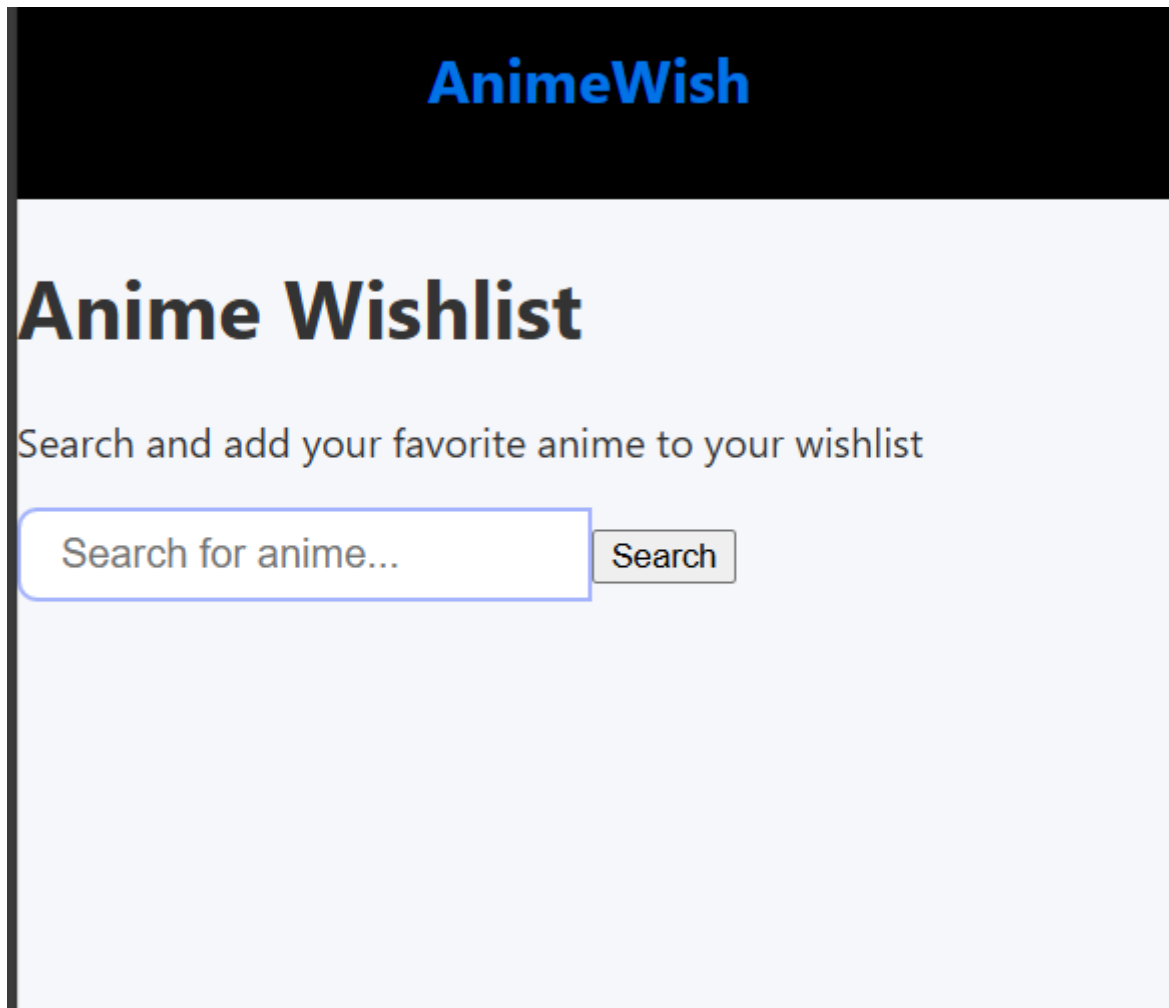 AnimeWish
Anime Wishlist
Search and add your favorite anime to your wishlist
Search for anime... Search